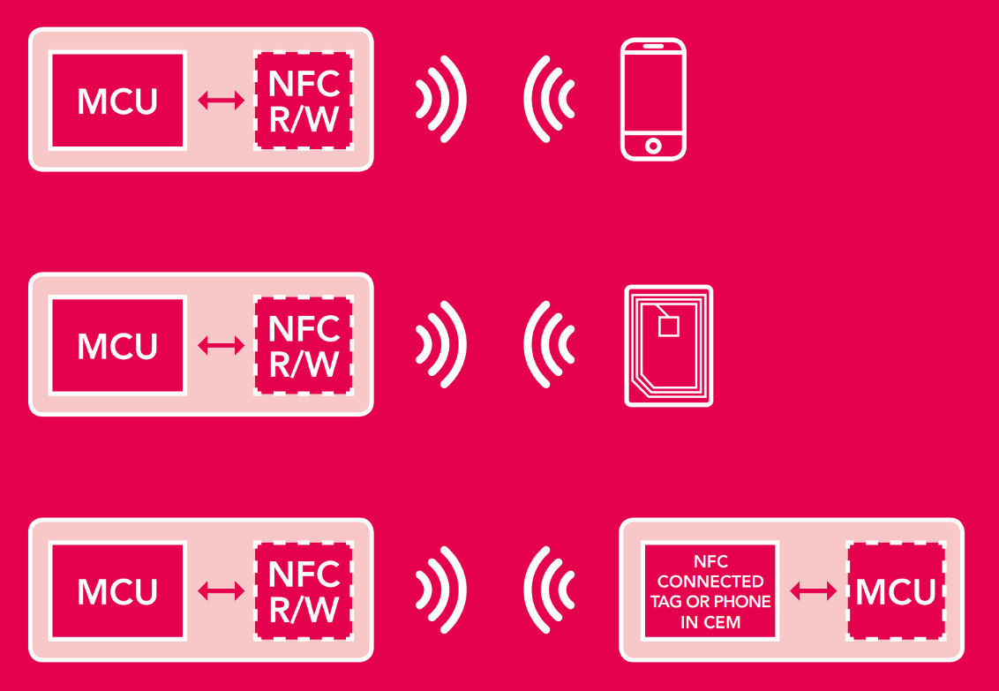 MCU
NFC
R/W
MCU
NFC
R/W
MCU
NFC
R/W
NFC
CONNECTED
TAG OR PHONE
IN CEM
MCU